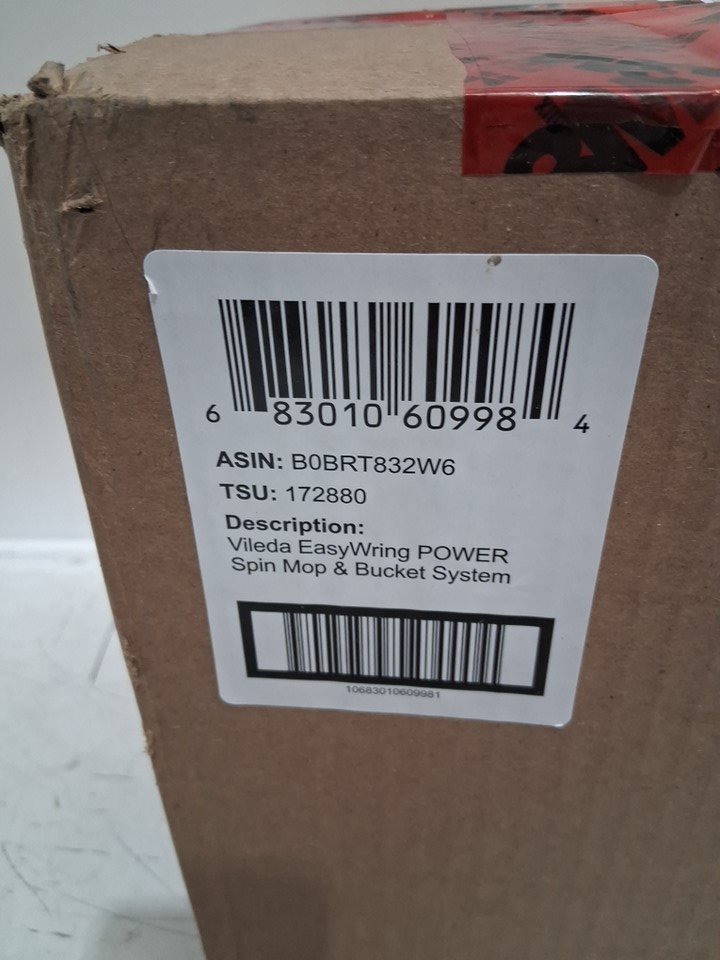 6 83010 60998 4
ASIN: B0BRT832W6
TSU: 172880
Description:
Vileda EasyWring POWER
Spin Mop & Bucket System
10683010609981